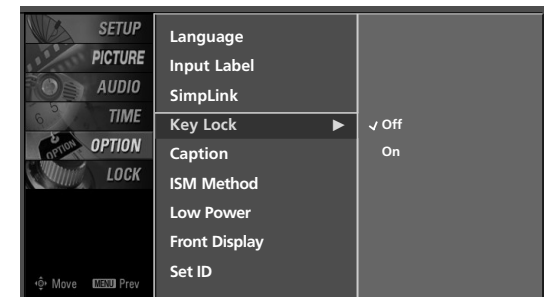 SETUP
PICTURE
AUDIO
TIME
OPTION
OPTION
LOCK
Move MENU Prev
Language
Input Label
SimpLink
Key Lock
Caption
ISM Method
Low Power
Front Display
Set ID
Off
On